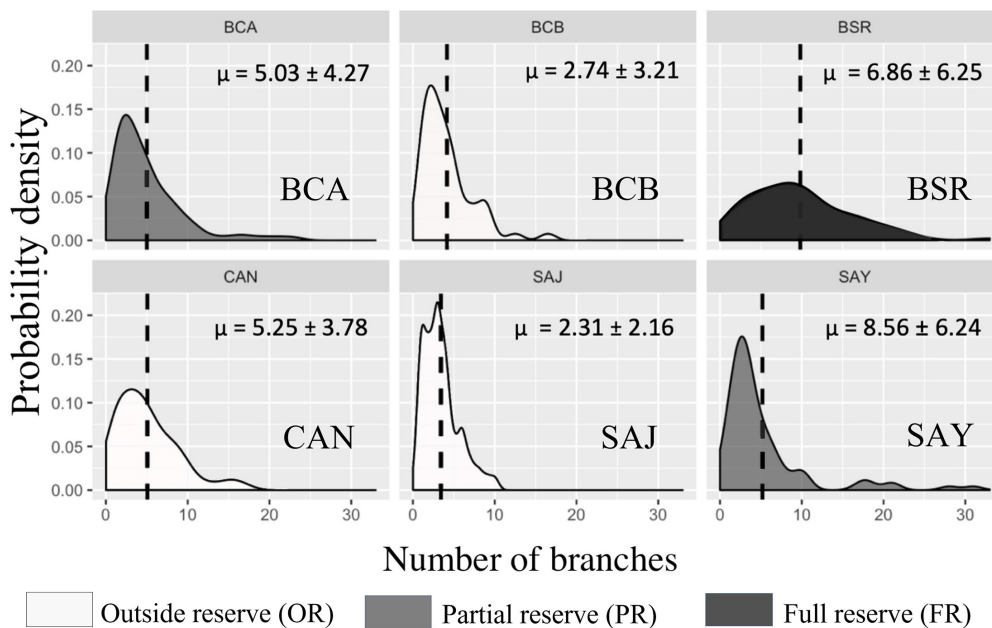 BCA BCB BSR
μ = 5.03 ± 4.27 μ = 2.74 ± 3.21 μ = 6.86 ± 6.25
0.20
0.15
0.10
0.05
0.00
BCA BCB BSR
CAN SAJ SAY
μ = 5.25 ± 3.78 μ = 2.31 ± 2.16 μ = 8.56 ± 6.24
0.20
0.15
0.10
0.05
0.00
CAN SAJ SAY
0 10 20 30 0 10 20 30 0 10 20 30
Probability density
Number of branches
Outside reserve (OR) Partial reserve (PR) Full reserve (FR)